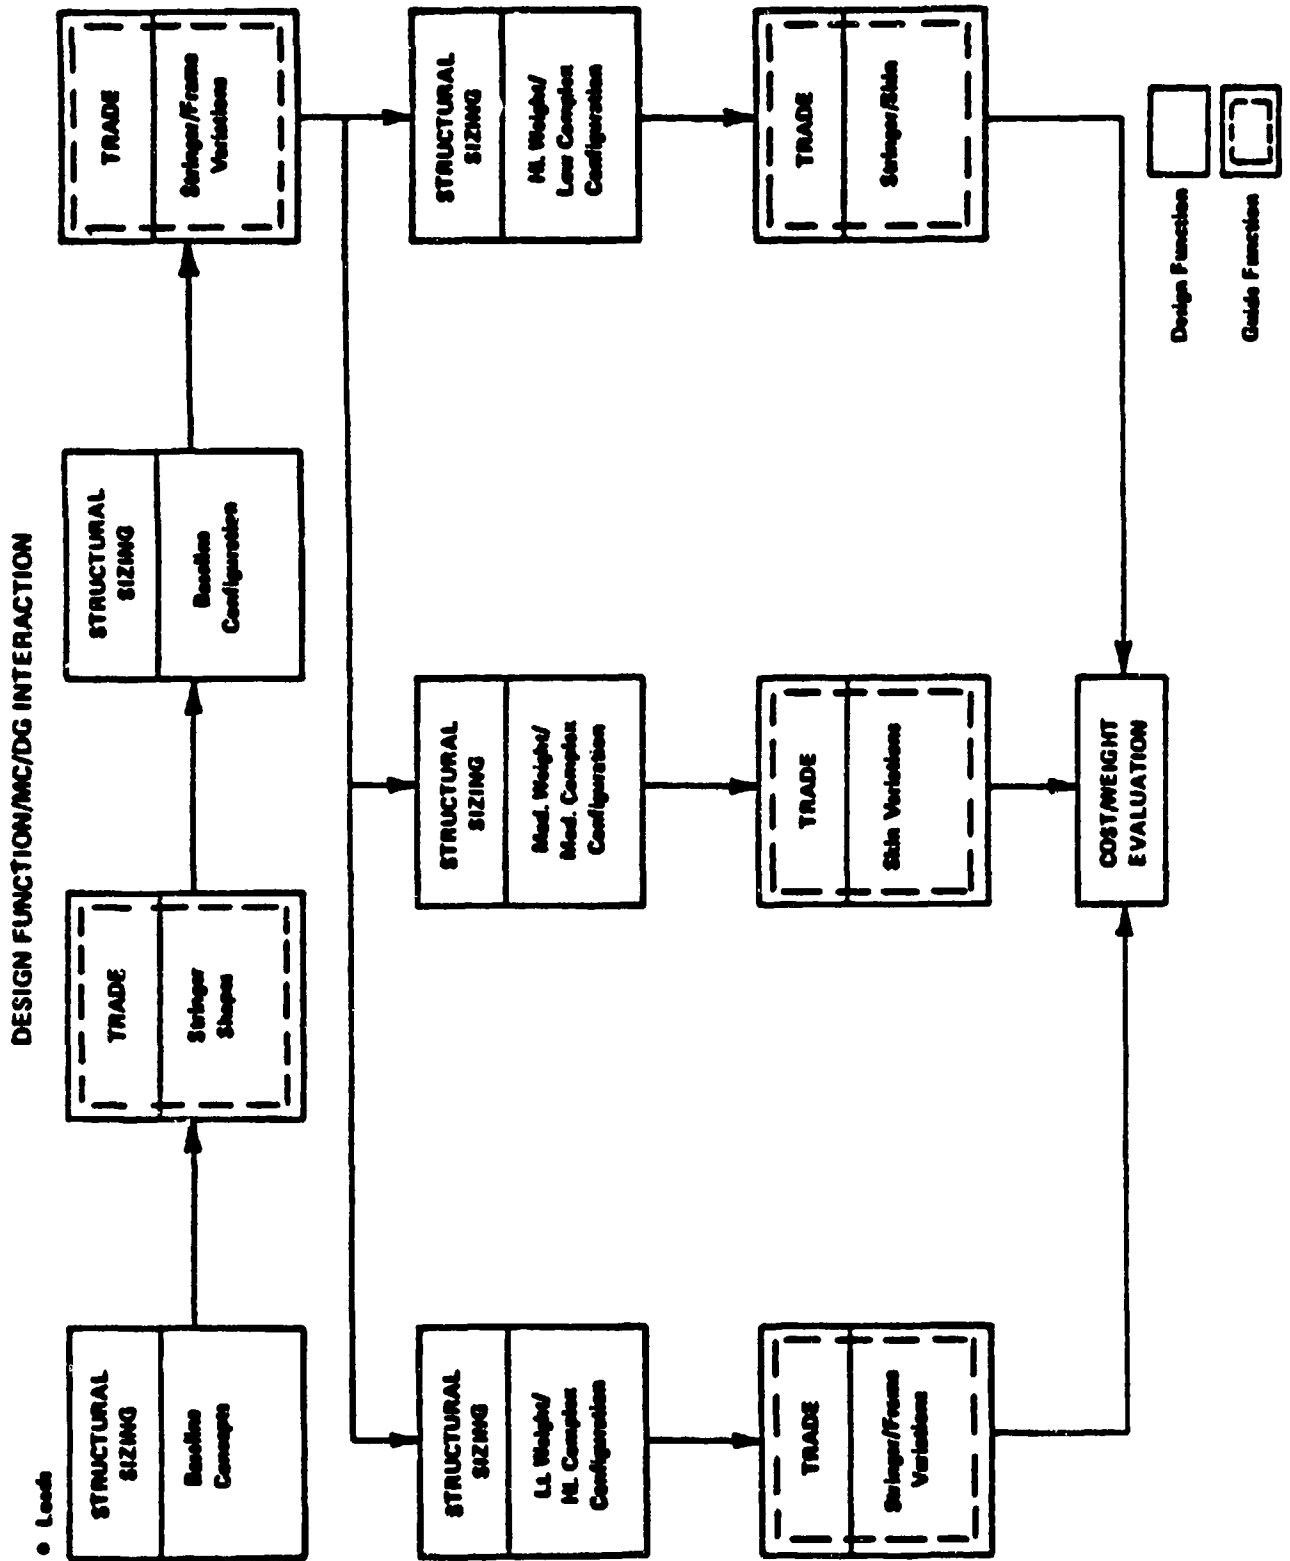 DESIGN FUNCTION/MC/DG INTERACTION
• Loads
STRUCTURAL
SIZING
Baseline
Concepts
TRADE
Stringer
Shapes
STRUCTURAL
SIZING
Baseline
Configuration
TRADE
Stringer/Frame
Variations
STRUCTURAL
SIZING
Lt. Weight/
Hi. Complex
Configuration
STRUCTURAL
SIZING
Med. Weight/
Med. Complex
Configuration
STRUCTURAL
SIZING
Hi. Weight/
Low Complex
Configuration
TRADE
Stringer/Frame
Variations
TRADE
Skin Variations
TRADE
Stringer/Skin
COST/WEIGHT
EVALUATION
Design Function
Guide Function